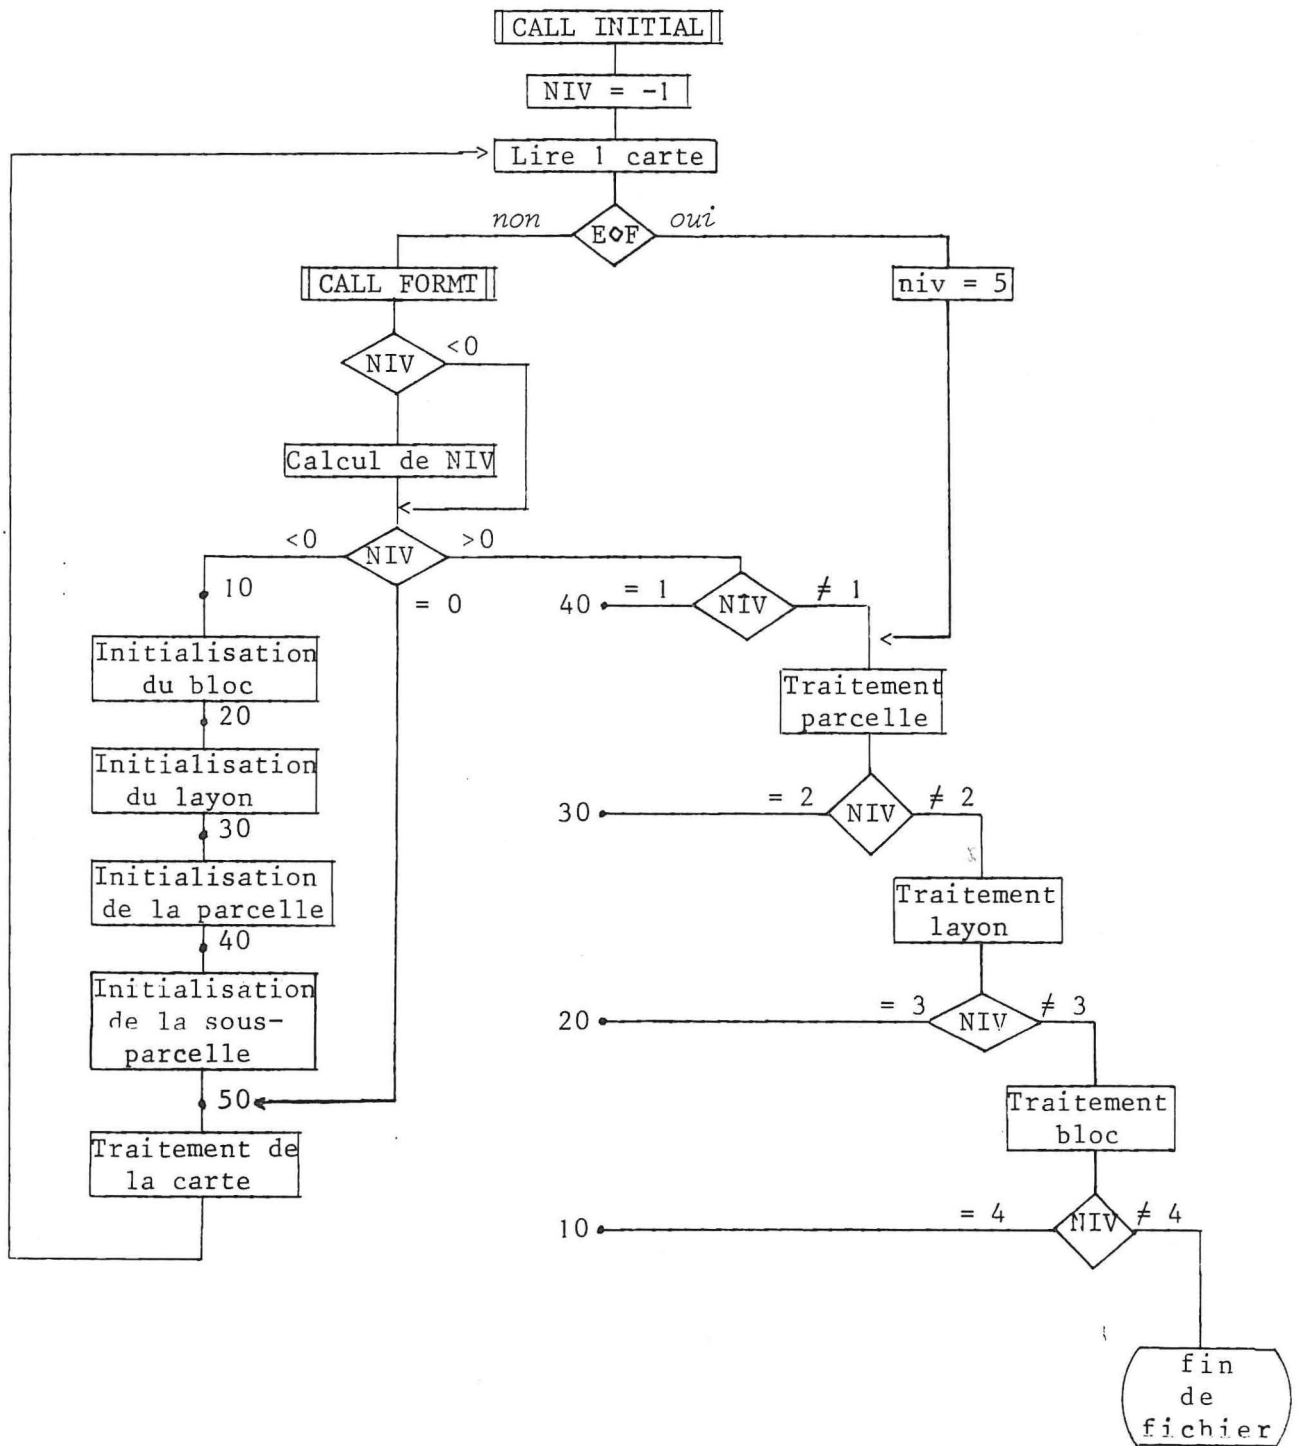 CALL INITIAL
NIV = -1
Lire 1 carte
non
EOF
oui
CALL FORMT
niv = 5
NIV
<0
Calcul de NIV
<0
NIV
>0
10
= 0
40
= 1
NIV
≠ 1
Initialisation
du bloc
20
Traitement
parcelle
Initialisation
du layon
30
30
= 2
NIV
≠ 2
Initialisation
de la parcelle
40
Traitement
layon
Initialisation
de la sous-
parcelle
20
= 3
NIV
≠ 3
50
Traitement
bloc
Traitement de
la carte
10
= 4
NIV
≠ 4
fin
de
fichier